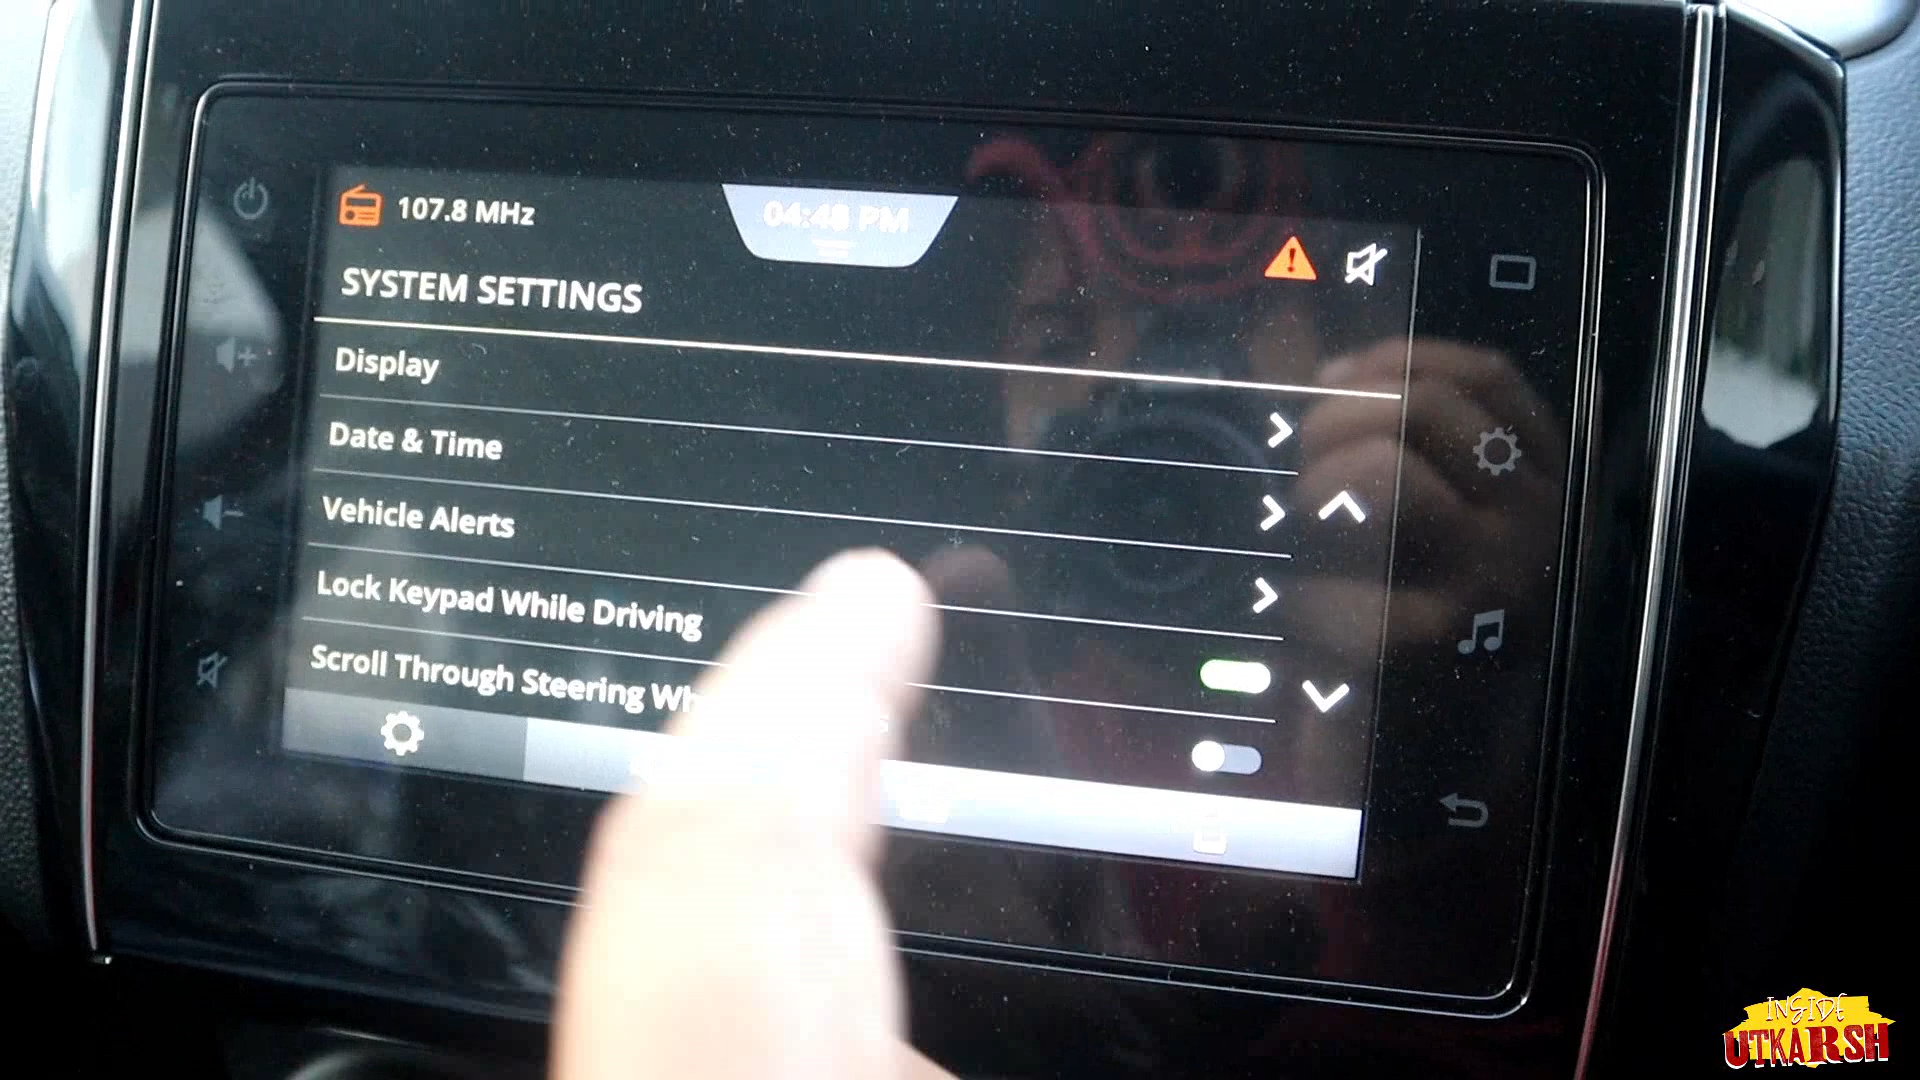 107.8 MHz
04:48 PM
SYSTEM SETTINGS
Display
Date & Time
Vehicle Alerts
Lock Keypad While Driving
Scroll Through Steering
INSIDE
UTKARSH